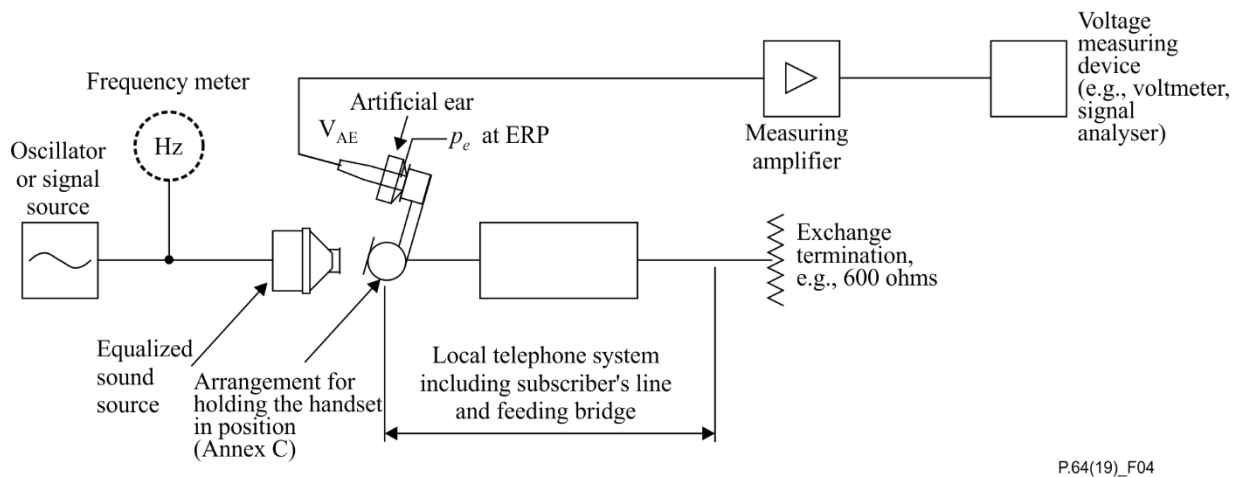 Frequency meter
Hz
Oscillator
or signal
source
Artificial ear
V_AE
p_e at ERP
Measuring
amplifier
Voltage
measuring
device
(e.g., voltmeter,
signal
analyser)
Equalized
sound
source
Arrangement for
holding the handset
in position
(Annex C)
Local telephone system
including subscriber's line
and feeding bridge
Exchange
termination,
e.g., 600 ohms
P.64(19)_F04